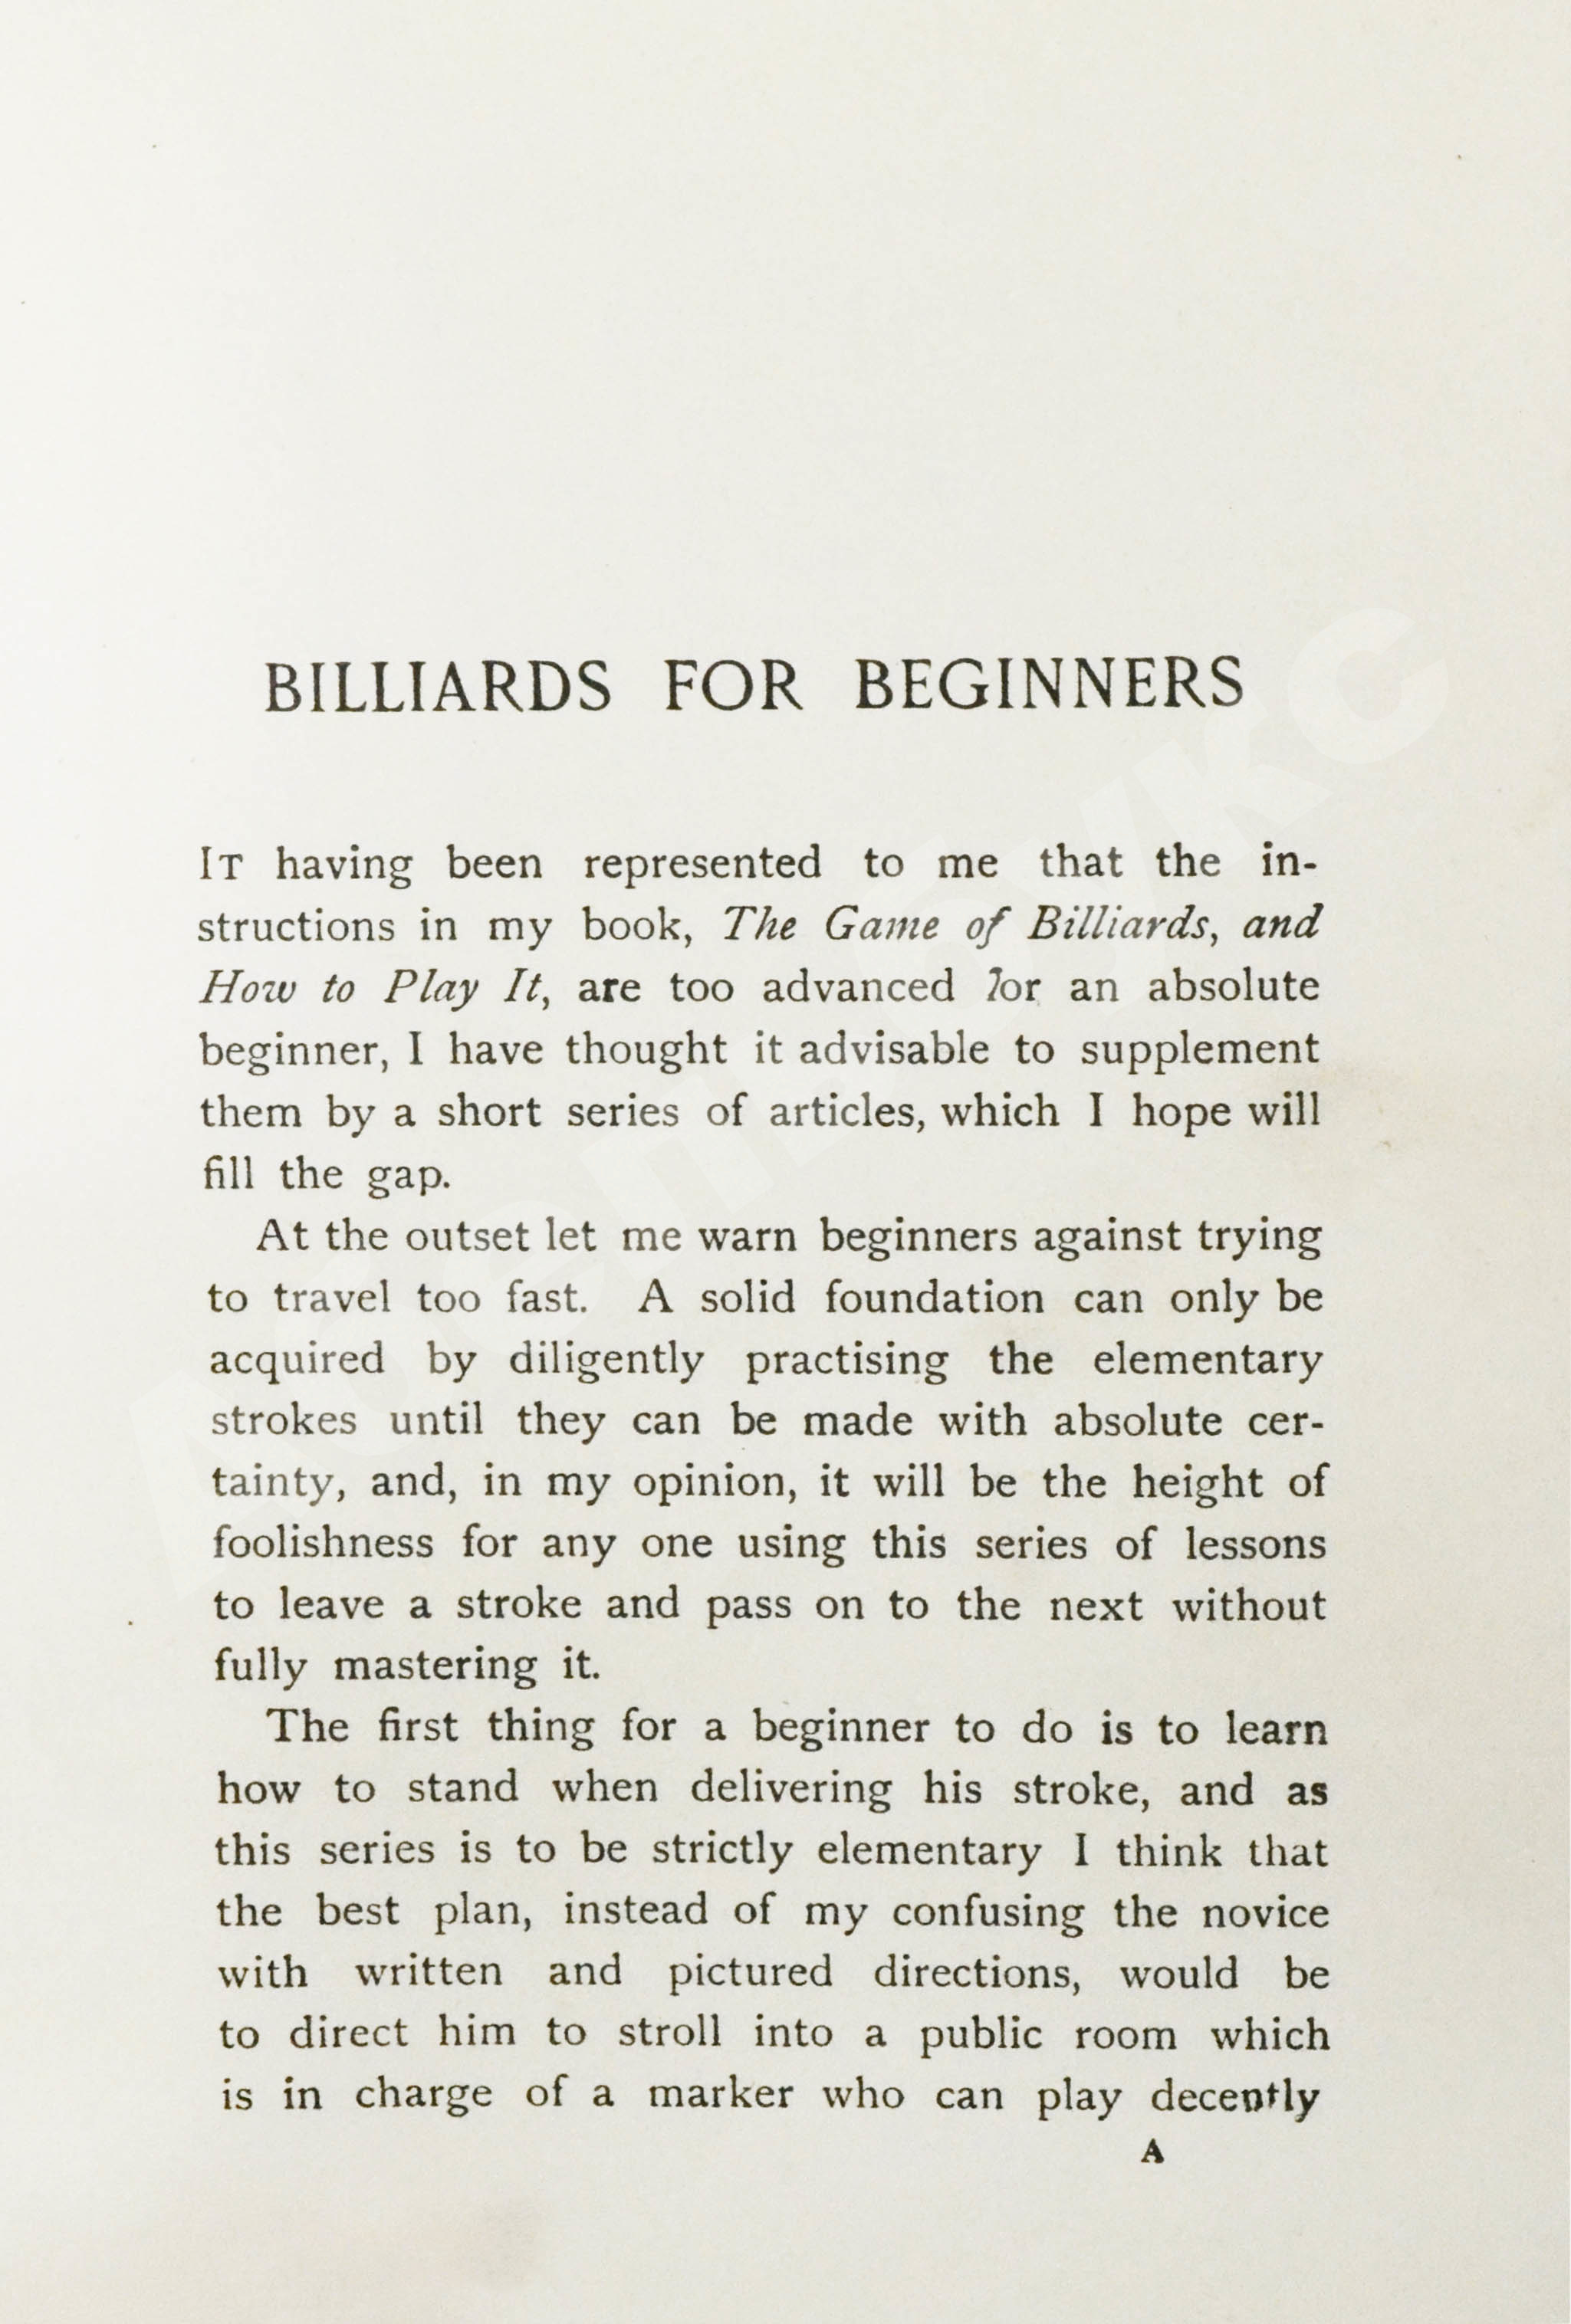 BILLIARDS FOR BEGINNERS
IT having been represented to me that the in-
structions in my book, The Game of Billiards, and
How to Play It, are too advanced for an absolute
beginner, I have thought it advisable to supplement
them by a short series of articles, which I hope will
fill the gap.
At the outset let me warn beginners against trying
to travel too fast. A solid foundation can only be
acquired by diligently practising the elementary
strokes until they can be made with absolute cer-
tainty, and, in my opinion, it will be the height of
foolishness for any one using this series of lessons
to leave a stroke and pass on to the next without
fully mastering it.
The first thing for a beginner to do is to learn
how to stand when delivering his stroke, and as
this series is to be strictly elementary I think that
the best plan, instead of my confusing the novice
with written and pictured directions, would be
to direct him to stroll into a public room which
is in charge of a marker who can play decently
A